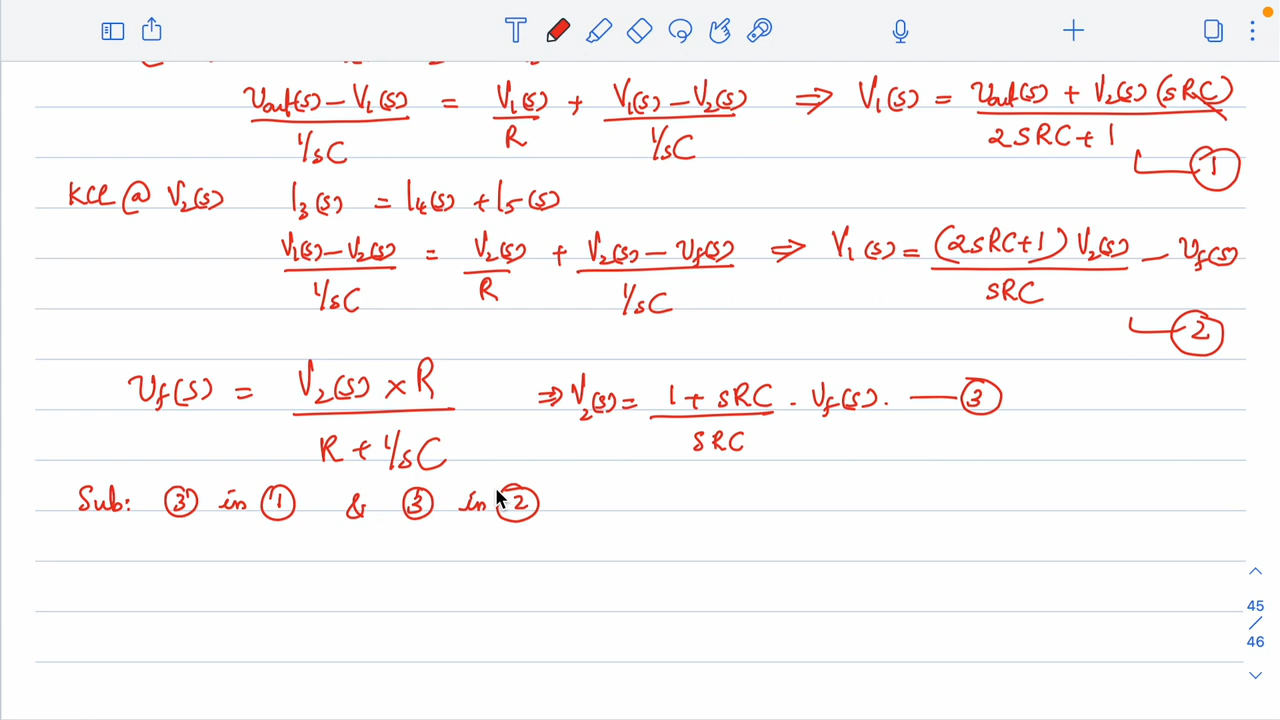 (Vout(s) − V1(s)) / (1/sC) = V1(s)/R + (V1(s) − V2(s)) / (1/sC) ⇒ V1(s) = (Vout(s) + V2(s) (sRC)) / (2sRC + 1) — ①
KCL @ V2(s) I3(s) = I4(s) + I5(s)
(V1(s) − V2(s)) / (1/sC) = V2(s)/R + (V2(s) − Vf(s)) / (1/sC) ⇒ V1(s) = (2sRC+1) V2(s) / sRC − Vf(s) — ②
Vf(s) = (V2(s) × R) / (R + 1/sC) ⇒ V2(s) = (1 + sRC) / sRC · Vf(s). — ③
Sub: ③ in ① & ③ in ②
45
/
46